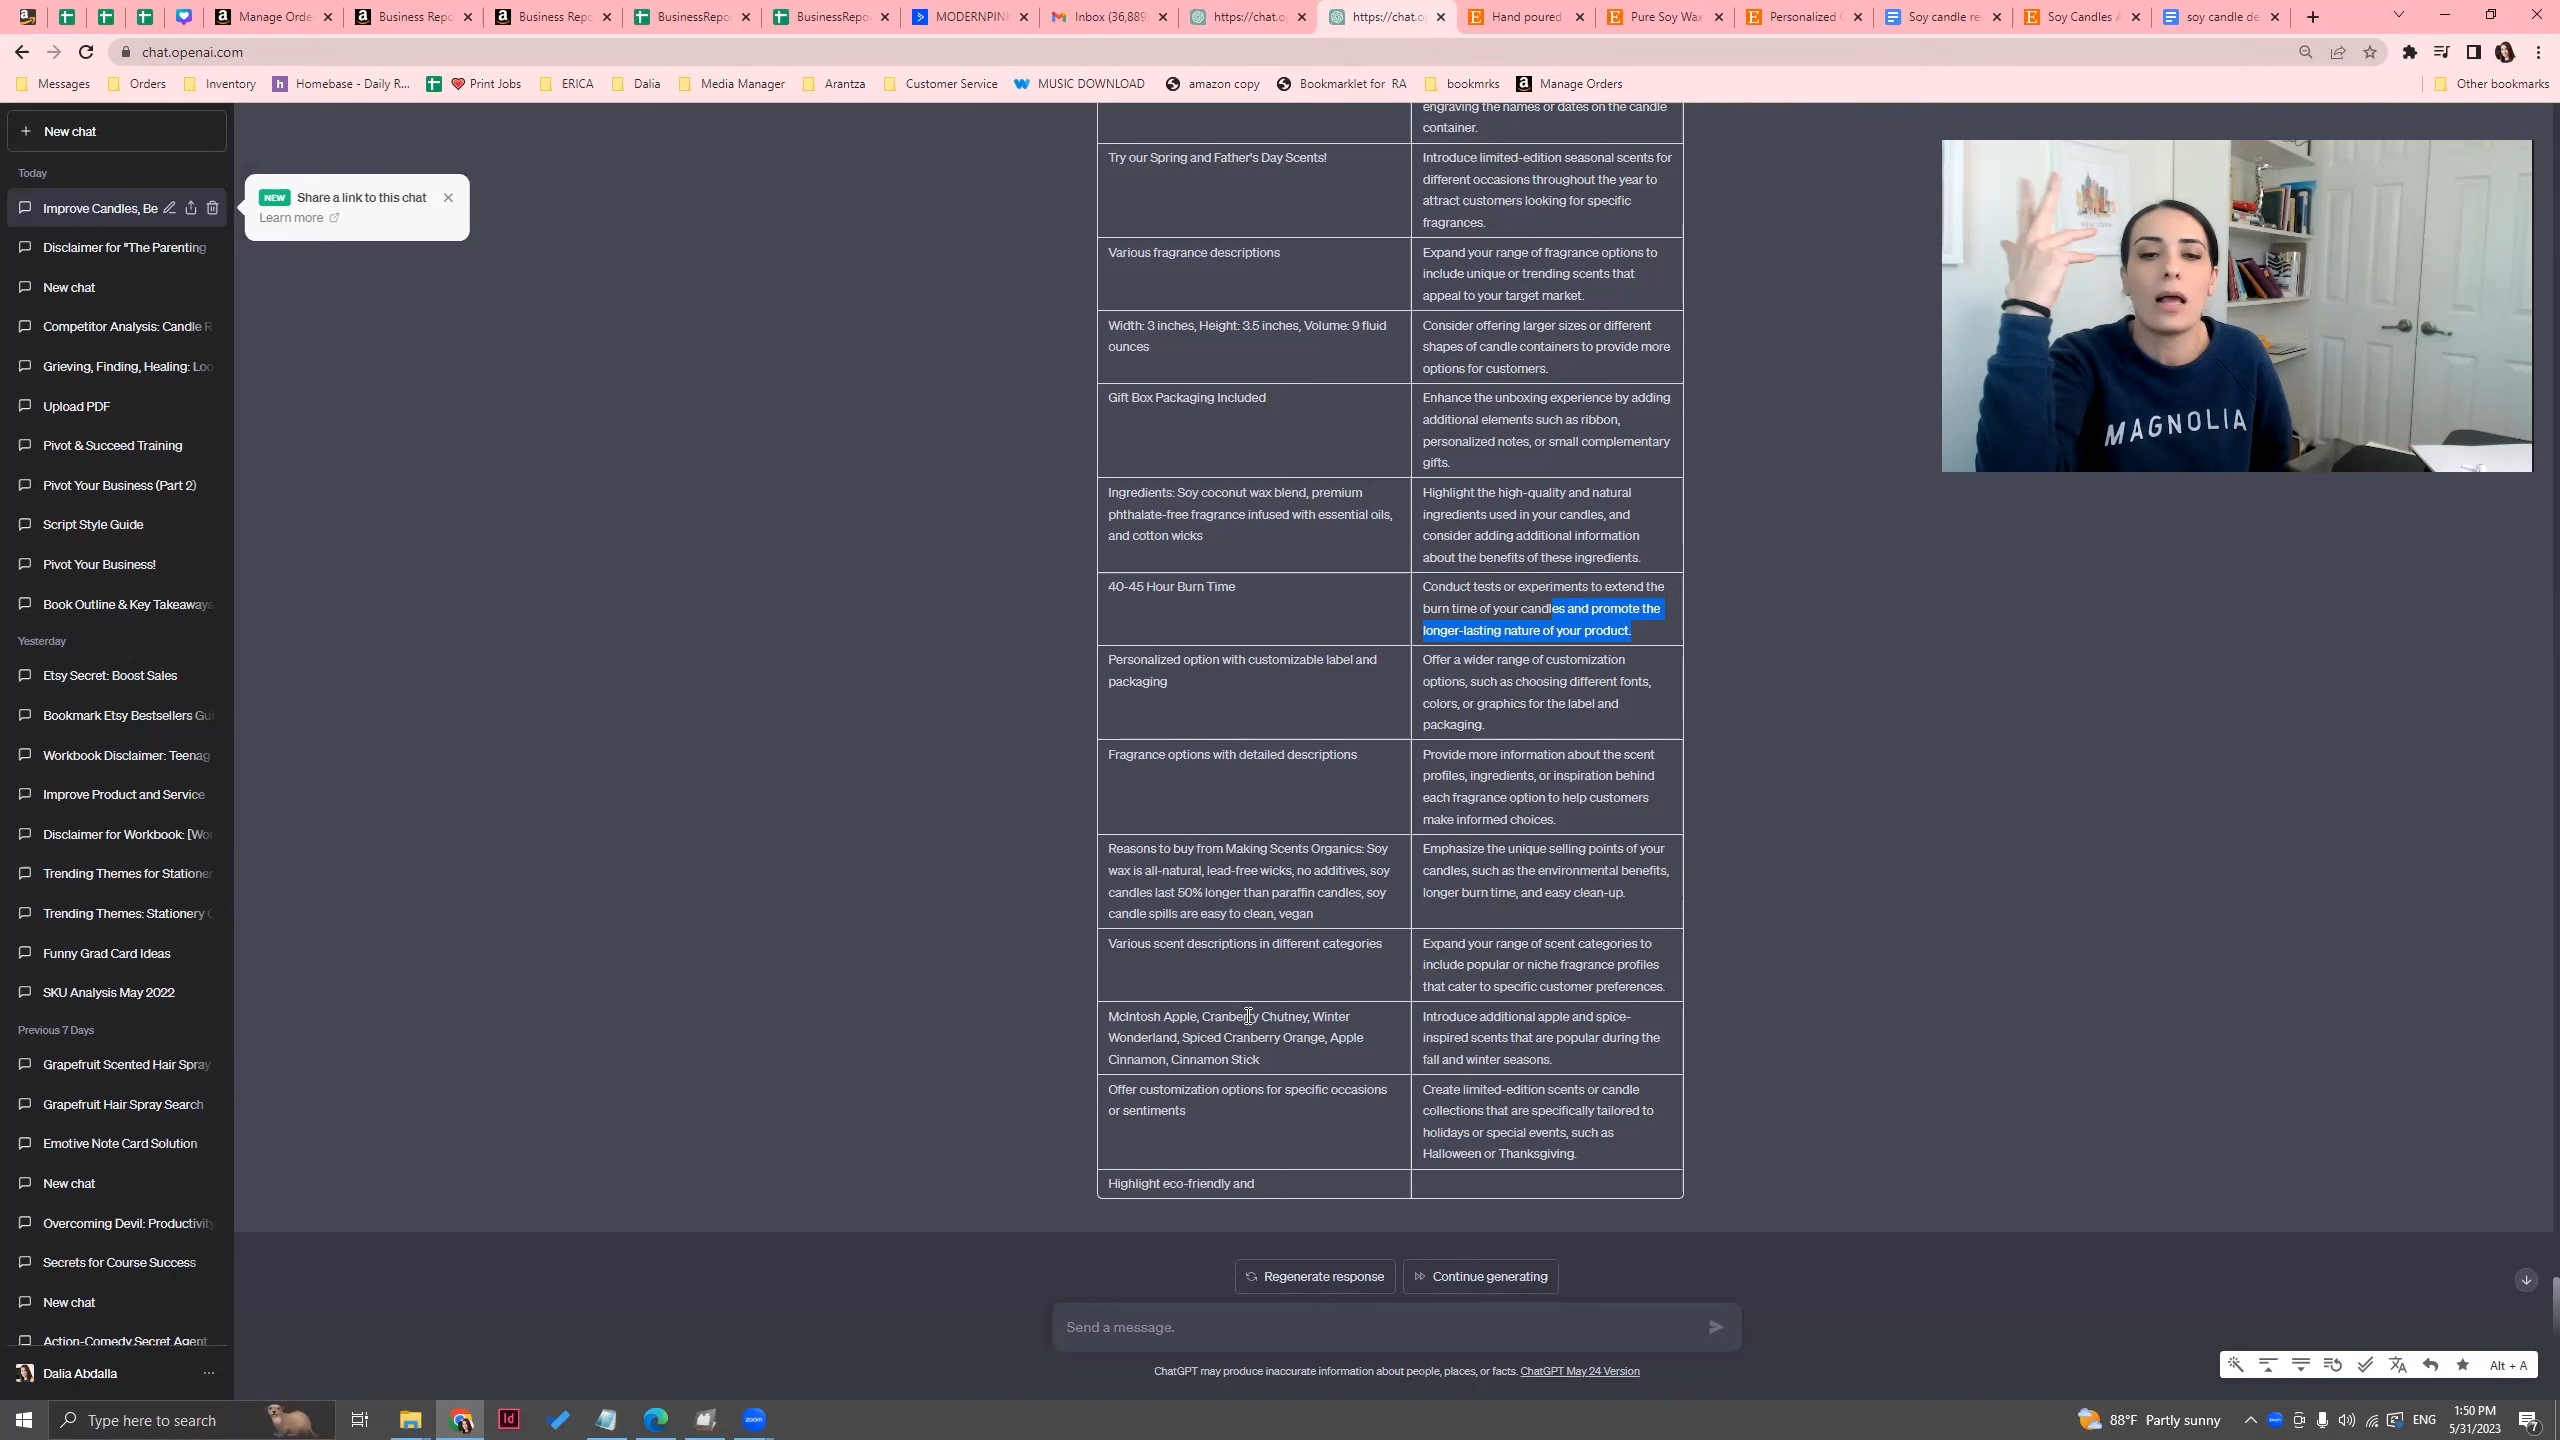 Manage Orde
Business Repo
Business Repo
BusinessRepo
BusinessRepo
MODERNPINK
Inbox (36,889)
https://chat.op
https://chat.op
Hand poured
Pure Soy Wax
Personalized C
Soy candle re
Soy Candles A
soy candle de
chat.openai.com
Messages
Orders
Inventory
Homebase - Daily R...
Print Jobs
ERICA
Dalia
Media Manager
Arantza
Customer Service
MUSIC DOWNLOAD
amazon copy
Bookmarklet for RA
bookmrks
Manage Orders
Other bookmarks
New chat
Today
Improve Candles, Be
Disclaimer for "The Parenting
New chat
Competitor Analysis: Candle R
Grieving, Finding, Healing: Loo
Upload PDF
Pivot & Succeed Training
Pivot Your Business (Part 2)
Script Style Guide
Pivot Your Business!
Book Outline & Key Takeaways
Yesterday
Etsy Secret: Boost Sales
Bookmark Etsy Bestsellers Gui
Workbook Disclaimer: Teenag
Improve Product and Service
Disclaimer for Workbook: [Wor
Trending Themes for Stationer
Trending Themes: Stationery C
Funny Grad Card Ideas
SKU Analysis May 2022
Previous 7 Days
Grapefruit Scented Hair Spray
Grapefruit Hair Spray Search
Emotive Note Card Solution
New chat
Overcoming Devil: Productivit
Secrets for Course Success
New chat
Action-Comedy Secret Agent
Dalia Abdalla
NEW Share a link to this chat
Learn more
engraving the names or dates on the candle
container.
Try our Spring and Father's Day Scents!
Introduce limited-edition seasonal scents for
different occasions throughout the year to
attract customers looking for specific
fragrances.
Various fragrance descriptions
Expand your range of fragrance options to
include unique or trending scents that
appeal to your target market.
Width: 3 inches, Height: 3.5 inches, Volume: 9 fluid
ounces
Consider offering larger sizes or different
shapes of candle containers to provide more
options for customers.
Gift Box Packaging Included
Enhance the unboxing experience by adding
additional elements such as ribbon,
personalized notes, or small complementary
gifts.
Ingredients: Soy coconut wax blend, premium
phthalate-free fragrance infused with essential oils,
and cotton wicks
Highlight the high-quality and natural
ingredients used in your candles, and
consider adding additional information
about the benefits of these ingredients.
40-45 Hour Burn Time
Conduct tests or experiments to extend the
burn time of your candles and promote the
longer-lasting nature of your product.
Personalized option with customizable label and
packaging
Offer a wider range of customization
options, such as choosing different fonts,
colors, or graphics for the label and
packaging.
Fragrance options with detailed descriptions
Provide more information about the scent
profiles, ingredients, or inspiration behind
each fragrance option to help customers
make informed choices.
Reasons to buy from Making Scents Organics: Soy
wax is all-natural, lead-free wicks, no additives, soy
candles last 50% longer than paraffin candles, soy
candle spills are easy to clean, vegan
Emphasize the unique selling points of your
candles, such as the environmental benefits,
longer burn time, and easy clean-up.
Various scent descriptions in different categories
Expand your range of scent categories to
include popular or niche fragrance profiles
that cater to specific customer preferences.
McIntosh Apple, Cranberry Chutney, Winter
Wonderland, Spiced Cranberry Orange, Apple
Cinnamon, Cinnamon Stick
Introduce additional apple and spice-
inspired scents that are popular during the
fall and winter seasons.
Offer customization options for specific occasions
or sentiments
Create limited-edition scents or candle
collections that are specifically tailored to
holidays or special events, such as
Halloween or Thanksgiving.
Highlight eco-friendly and
Regenerate response
Continue generating
Send a message.
ChatGPT may produce inaccurate information about people, places, or facts. ChatGPT May 24 Version
NEW YORK
MAGNOLIA
Alt + A
Type here to search
Id
zoom
88°F Partly sunny
ENG
1:50 PM
5/31/2023
7